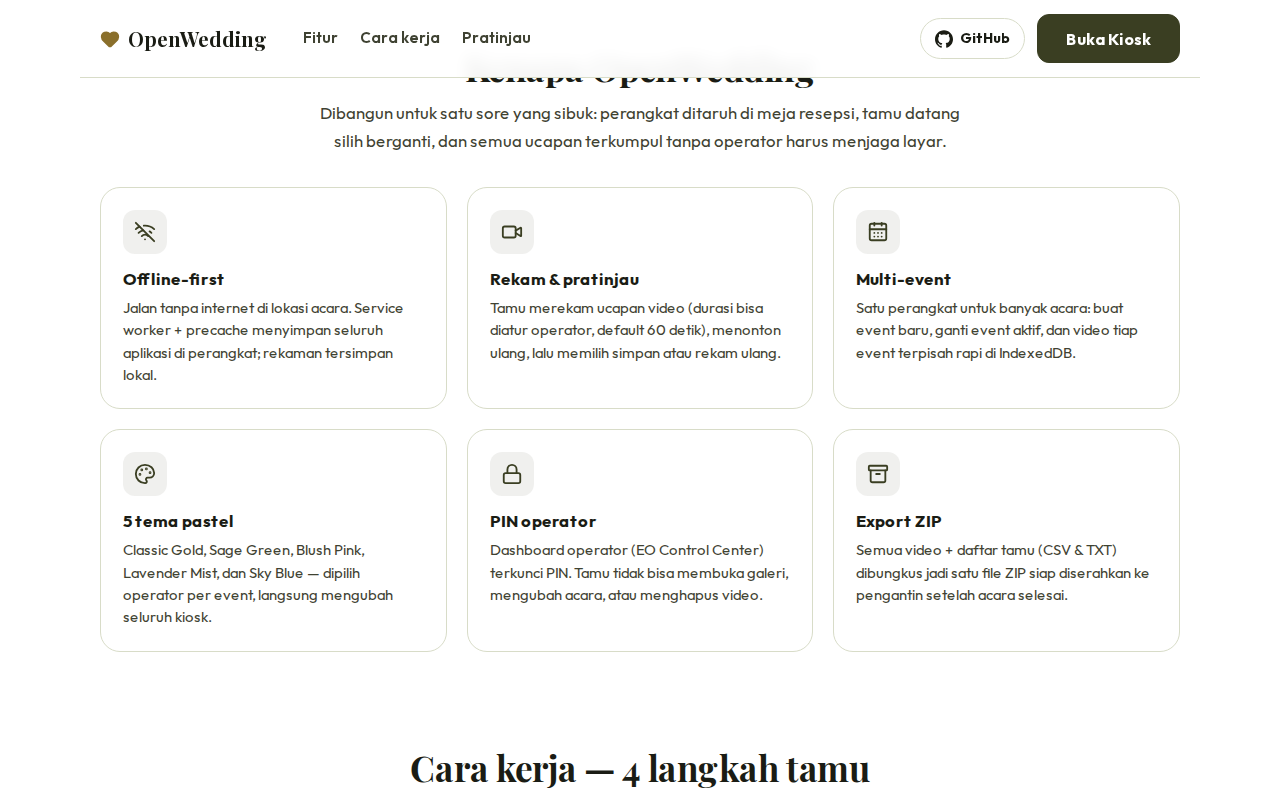 OpenWedding
Fitur
Cara kerja
Pratinjau
GitHub
Buka Kiosk
Kenapa OpenWedding
Dibangun untuk satu sore yang sibuk: perangkat ditaruh di meja resepsi, tamu datang
silih berganti, dan semua ucapan terkumpul tanpa operator harus menjaga layar.
Offline-first
Jalan tanpa internet di lokasi acara. Service
worker + precache menyimpan seluruh
aplikasi di perangkat; rekaman tersimpan
lokal.
Rekam & pratinjau
Tamu merekam ucapan video (durasi bisa
diatur operator, default 60 detik), menonton
ulang, lalu memilih simpan atau rekam ulang.
Multi-event
Satu perangkat untuk banyak acara: buat
event baru, ganti event aktif, dan video tiap
event terpisah rapi di IndexedDB.
5 tema pastel
Classic Gold, Sage Green, Blush Pink,
Lavender Mist, dan Sky Blue — dipilih
operator per event, langsung mengubah
seluruh kiosk.
PIN operator
Dashboard operator (EO Control Center)
terkunci PIN. Tamu tidak bisa membuka galeri,
mengubah acara, atau menghapus video.
Export ZIP
Semua video + daftar tamu (CSV & TXT)
dibungkus jadi satu file ZIP siap diserahkan ke
pengantin setelah acara selesai.
Cara kerja — 4 langkah tamu